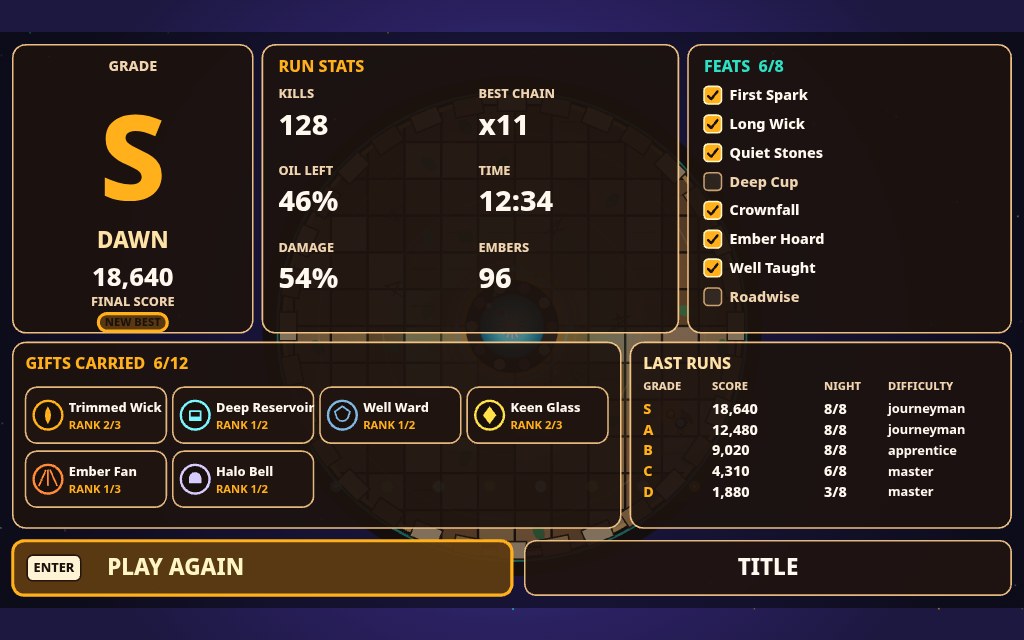 GRADE
S
DAWN
18,640
FINAL SCORE
NEW BEST
RUN STATS
KILLS
128
BEST CHAIN
x11
OIL LEFT
46%
TIME
12:34
DAMAGE
54%
EMBERS
96
FEATS 6/8
First Spark
Long Wick
Quiet Stones
Deep Cup
Crownfall
Ember Hoard
Well Taught
Roadwise
GIFTS CARRIED 6/12
Trimmed Wick
RANK 2/3
Deep Reservoir
RANK 1/2
Well Ward
RANK 1/2
Keen Glass
RANK 2/3
Ember Fan
RANK 1/3
Halo Bell
RANK 1/2
LAST RUNS
GRADE SCORE NIGHT DIFFICULTY
S 18,640 8/8 journeyman
A 12,480 8/8 journeyman
B 9,020 8/8 apprentice
C 4,310 6/8 master
D 1,880 3/8 master
ENTER PLAY AGAIN
TITLE